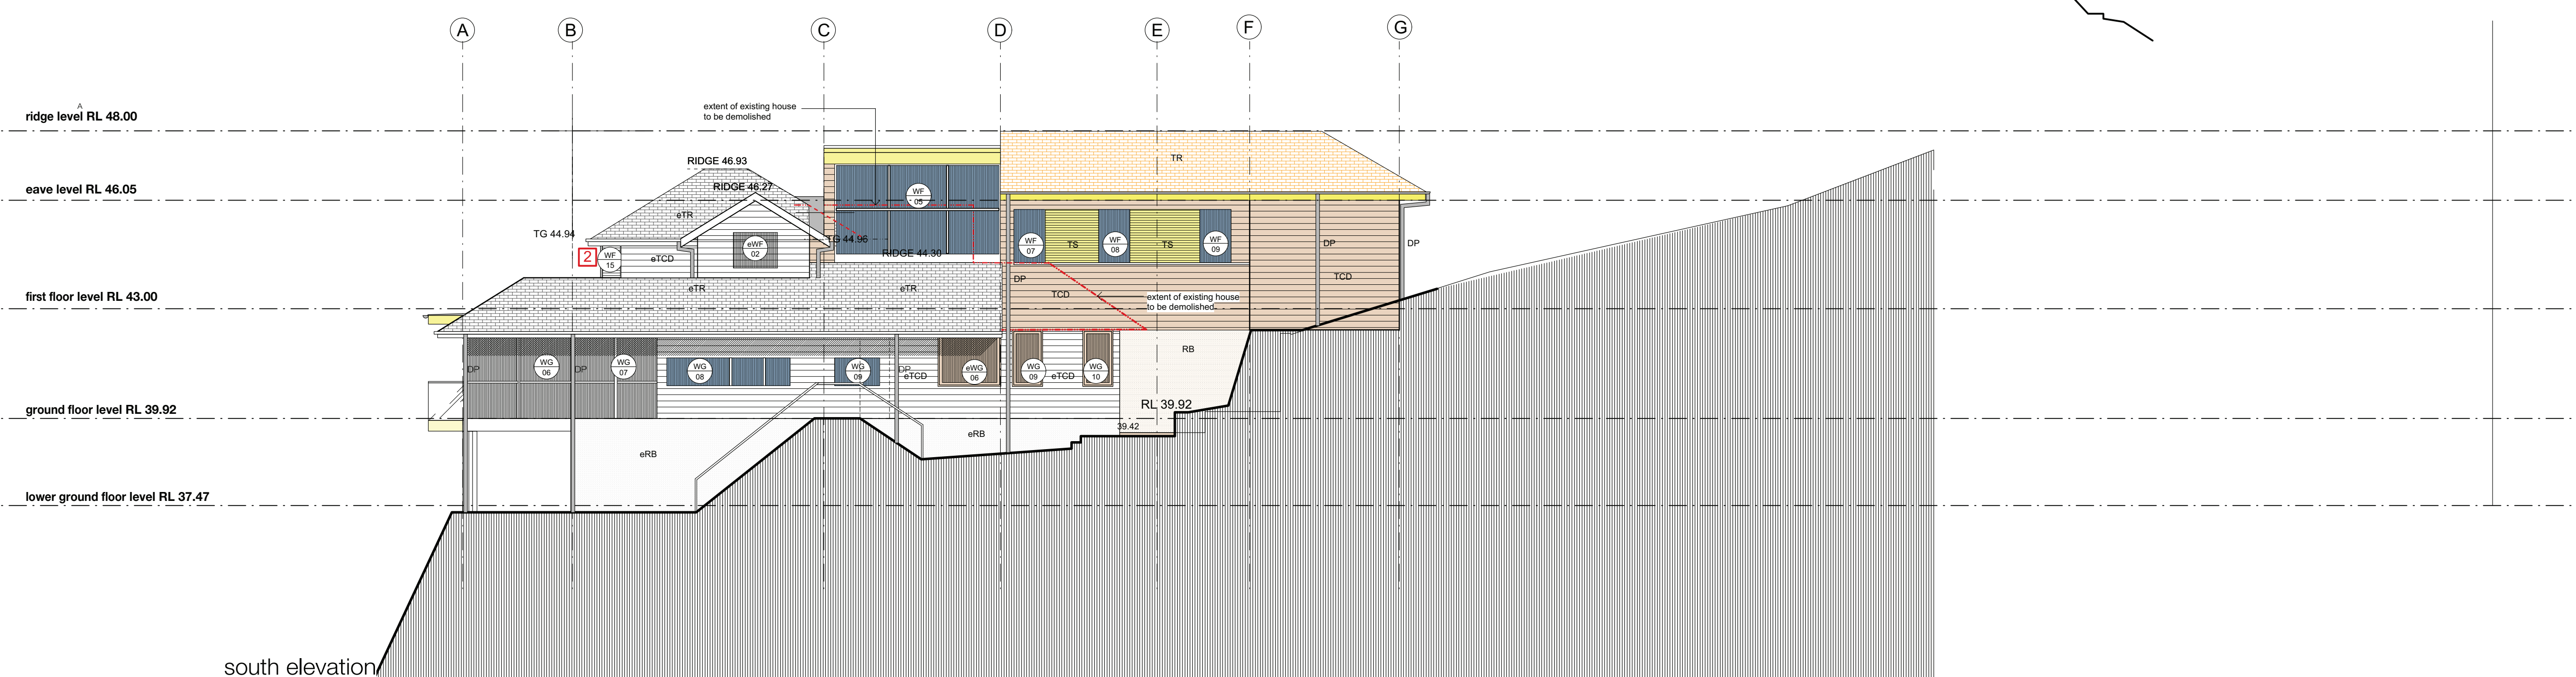 A
B
C
D
E
F
G
A
ridge level RL 48.00
extent of existing house
to be demolished
RIDGE 46.93
TR
eave level RL 46.05
RIDGE 46.27
WF
05
eTR
TG 44.94
TG 44.96
eWF
02
WF
07
TS
WF
08
TS
WF
09
DP
DP
2
WF
15
eTCD
RIDGE 44.30
DP
TCD
eTR
eTR
TCD
first floor level RL 43.00
extent of existing house
to be demolished
RB
WG
06
WG
07
WG
08
WG
09
eWG
06
WG
09
WG
10
DP
DP
DP
eTCD
eTCD
ground floor level RL 39.92
RL 39.92
39.42
eRB
eRB
lower ground floor level RL 37.47
south elevation